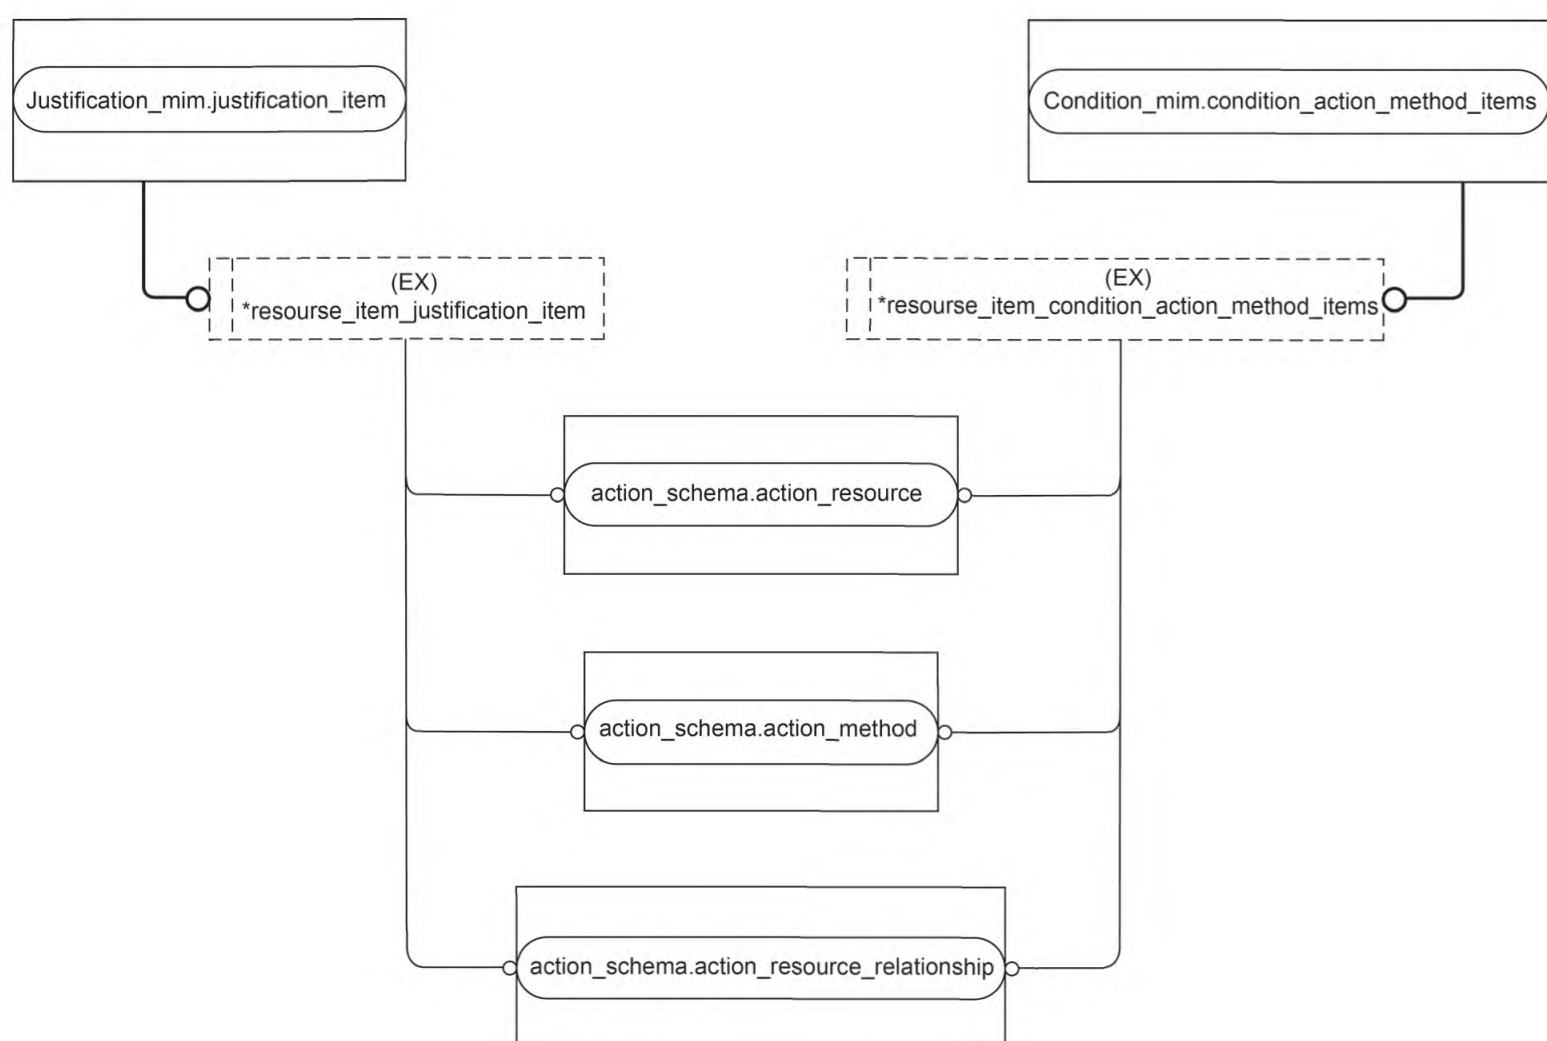 Justification_mim.justification_item
Condition_mim.condition_action_method_items
(EX)
*resourse_item_justification_item
(EX)
*resourse_item_condition_action_method_items
action_schema.action_resource
action_schema.action_method
action_schema.action_resource_relationship